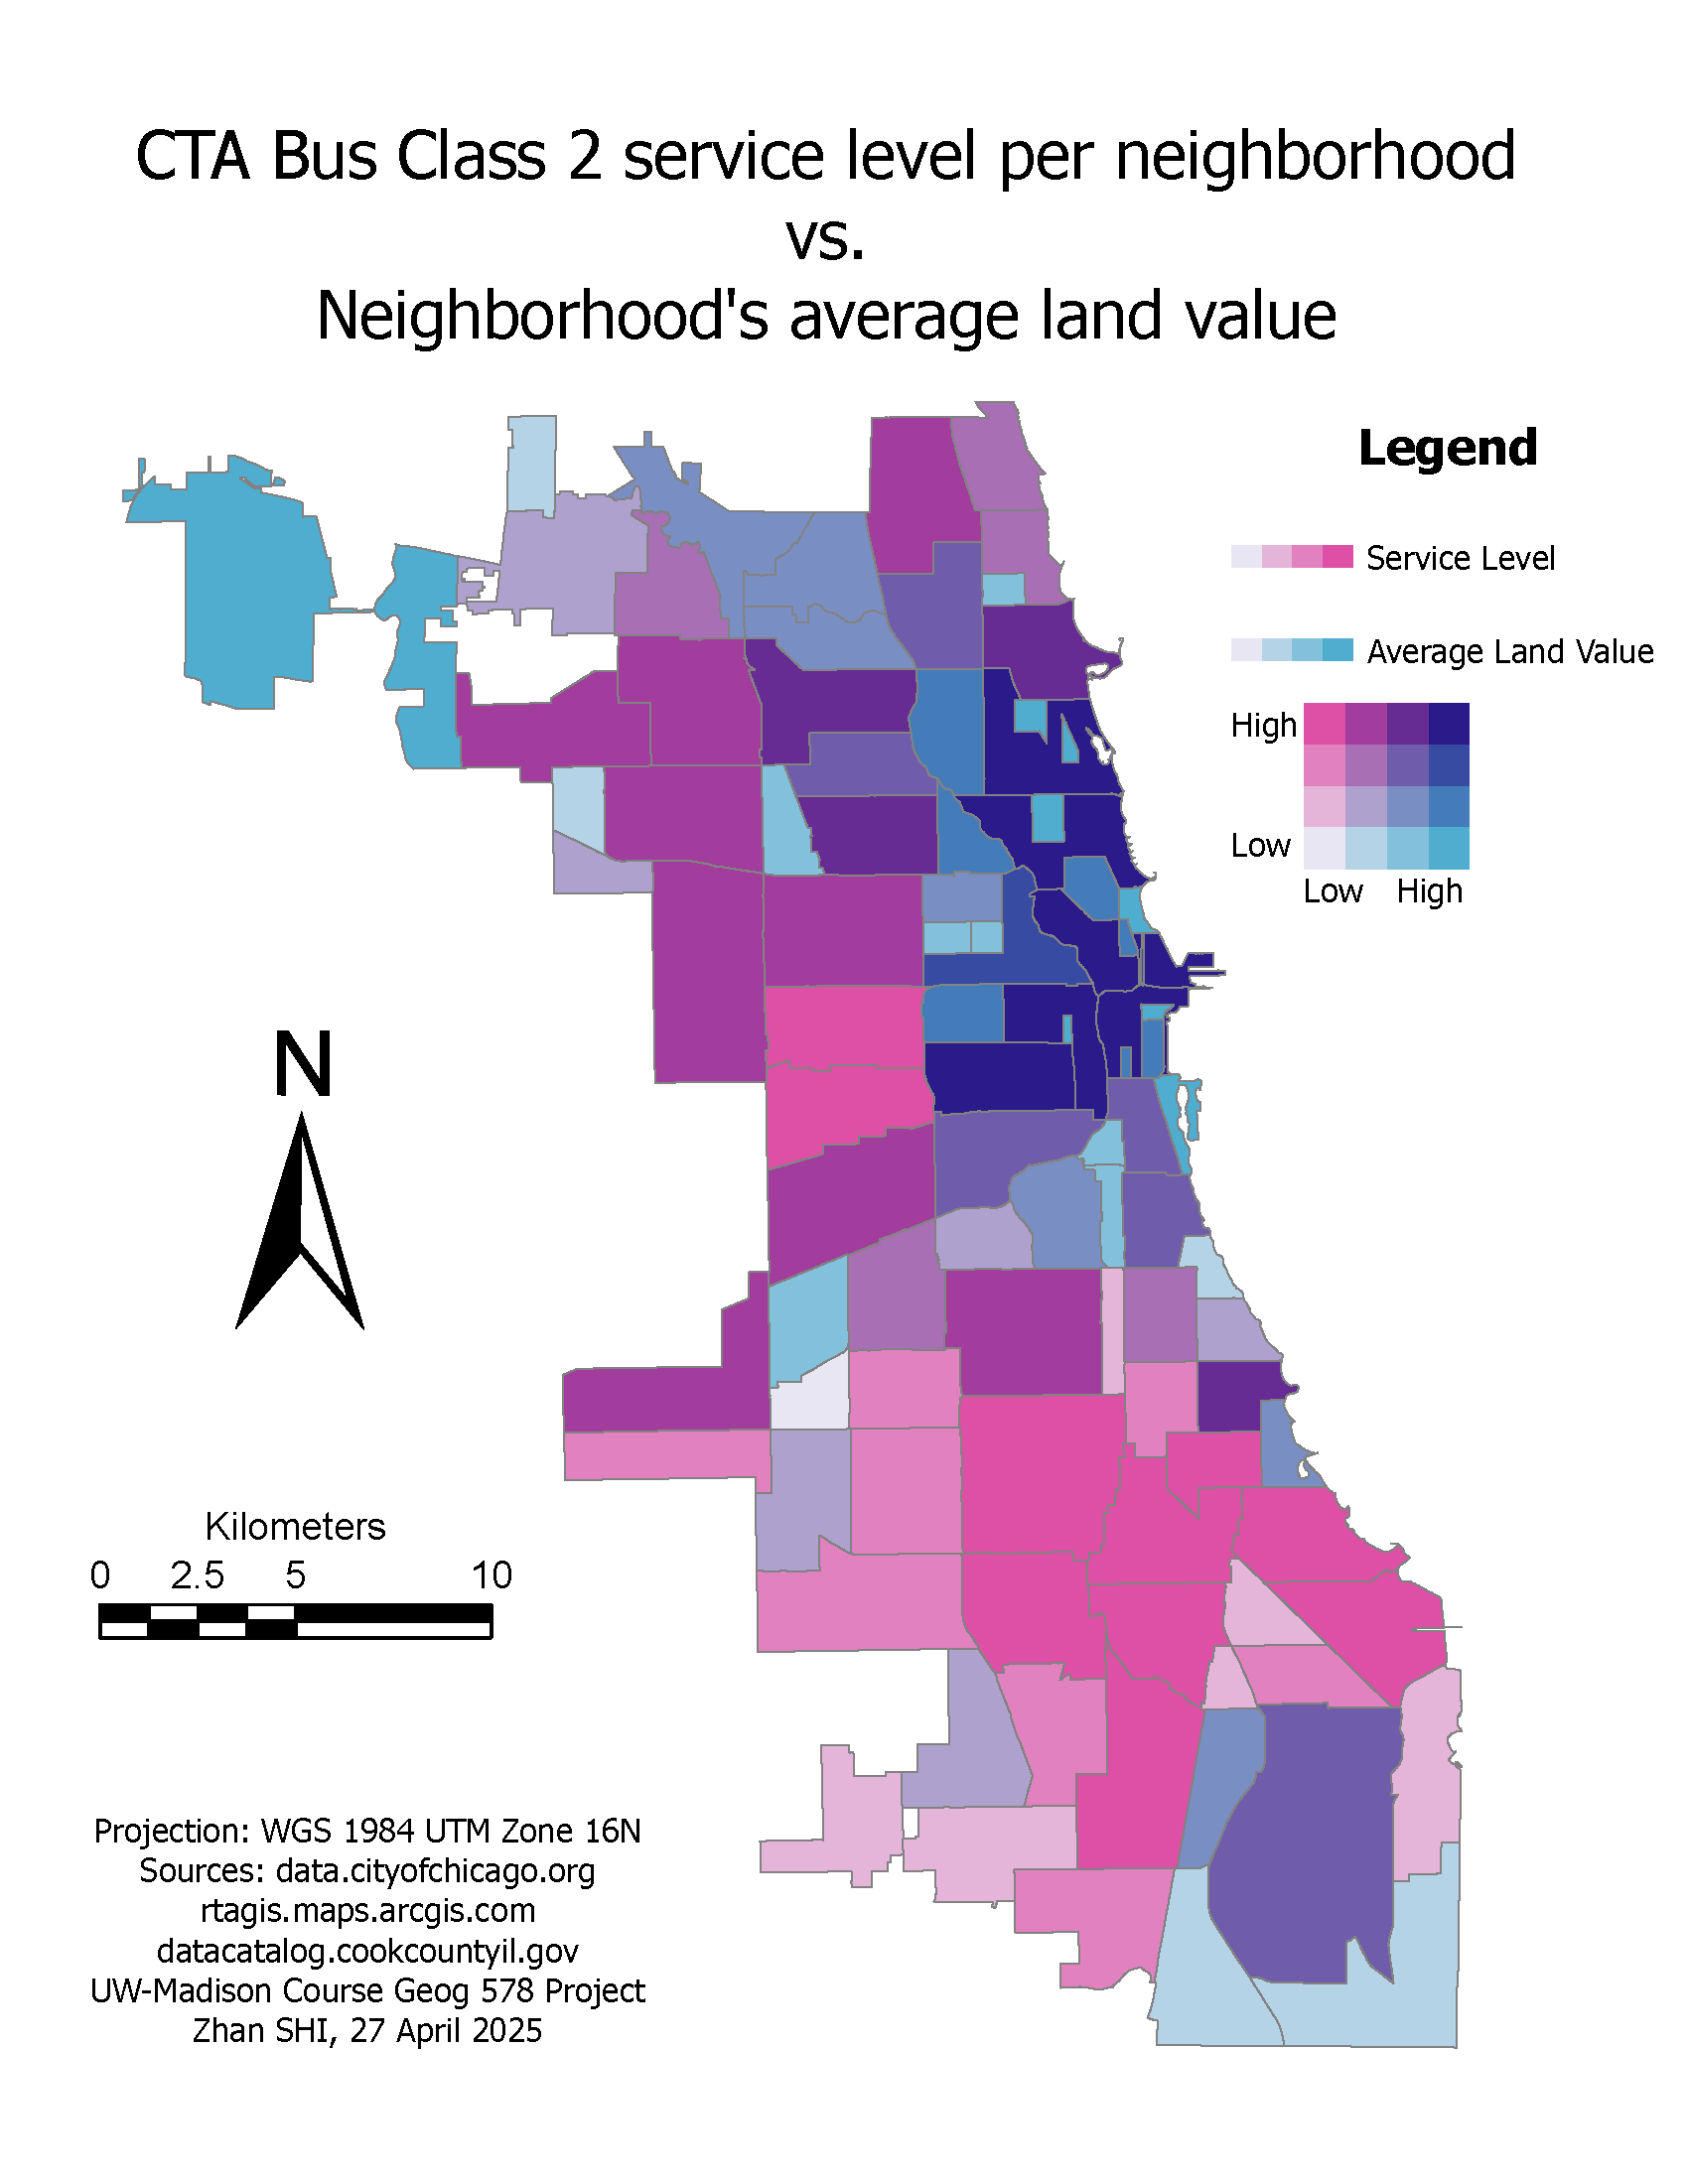 CTA Bus Class 2 service level per neighborhood
vs.
Neighborhood's average land value
Legend
Service Level
Average Land Value
High
Low
Low High
N
Kilometers
0 2.5 5 10
Projection: WGS 1984 UTM Zone 16N
Sources: data.cityofchicago.org
rtagis.maps.arcgis.com
datacatalog.cookcountyil.gov
UW-Madison Course Geog 578 Project
Zhan SHI, 27 April 2025